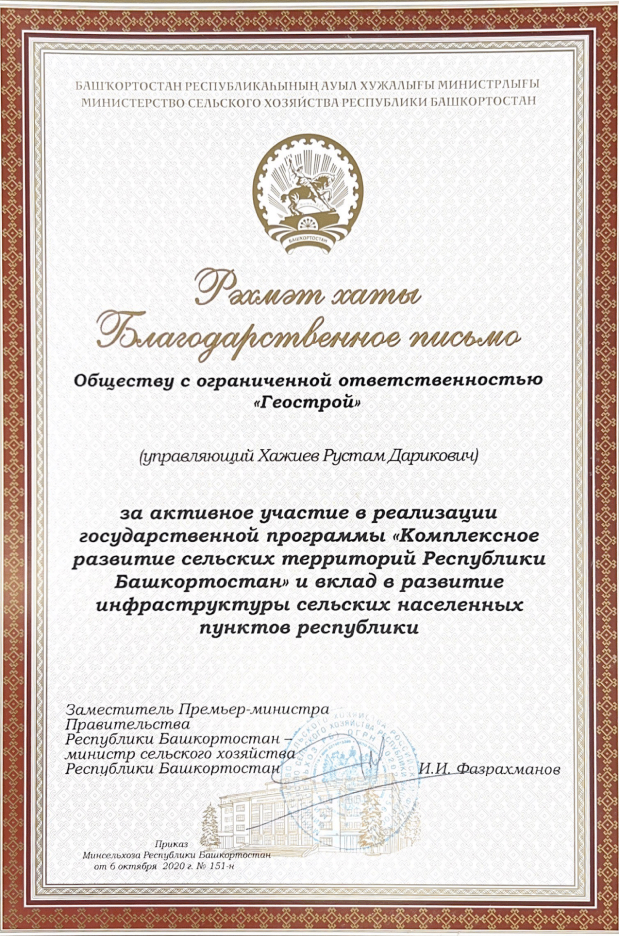 БАШҠОРТОСТАН РЕСПУБЛИКАҺЫНЫҢ АУЫЛ ХУЖАЛЫҒЫ МИНИСТРЛЫҒЫ
МИНИСТЕРСТВО СЕЛЬСКОГО ХОЗЯЙСТВА РЕСПУБЛИКИ БАШКОРТОСТАН
БАШКОРТОСТАН
Рәхмәт хаты
Благодарственное письмо
Обществу с ограниченной ответственностью
«Геострой»
(управляющий Хажиев Рустам Дарикович)
за активное участие в реализации
государственной программы «Комплексное
развитие сельских территорий Республики
Башкортостан» и вклад в развитие
инфраструктуры сельских населенных
пунктов республики
Заместитель Премьер-министра
Правительства
Республики Башкортостан –
министр сельского хозяйства
Республики Башкортостан И.И. Фазрахманов
Приказ
Минсельхоза Республики Башкортостан
от 6 октября 2020 г. № 151-н